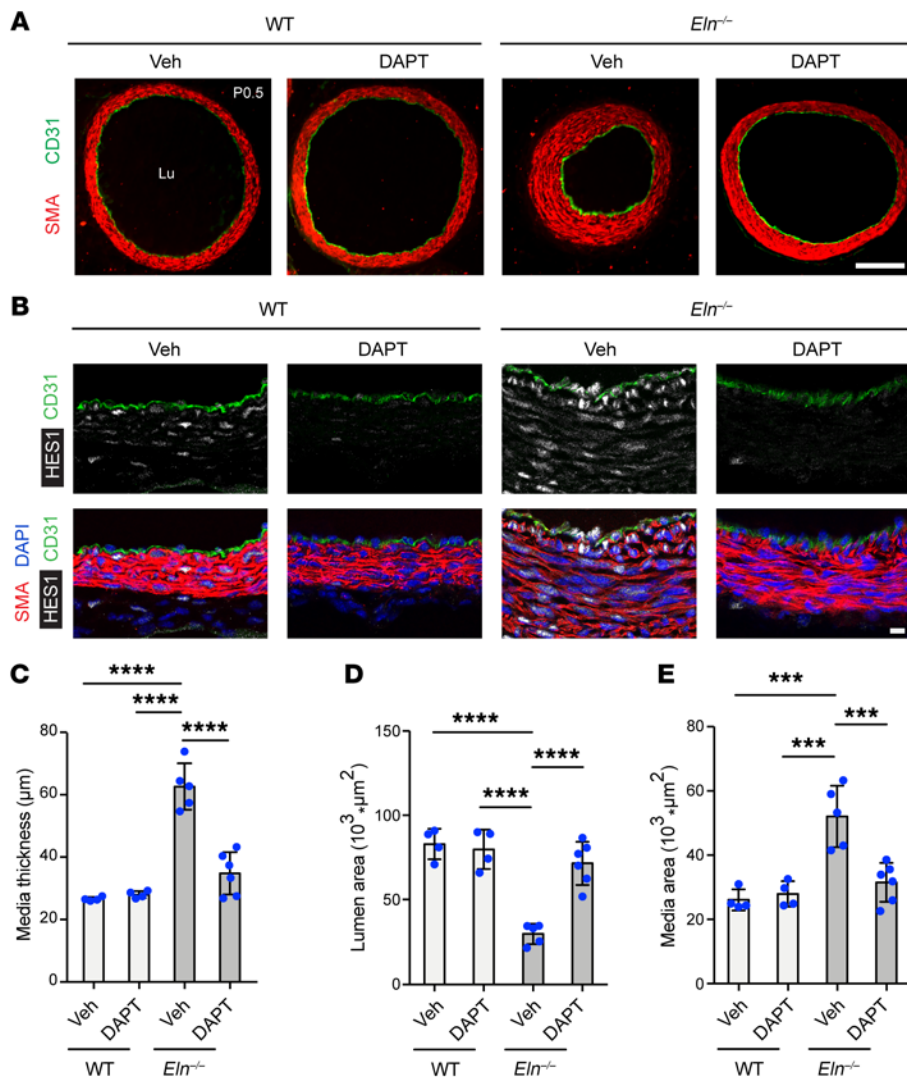 A
WT
Eln–/–
Veh
DAPT
Veh
DAPT
SMA CD31
P0.5
Lu
B
WT
Eln–/–
Veh
DAPT
Veh
DAPT
HES1 CD31
SMA DAPI
HES1 CD31
C
****
****
****
Media thickness (µm)
80
60
40
20
0
Veh
DAPT
Veh
DAPT
WT
Eln–/–
D
****
****
****
Lumen area (10³*µm²)
150
100
50
0
Veh
DAPT
Veh
DAPT
WT
Eln–/–
E
***
***
***
Media area (10³*µm²)
80
60
40
20
0
Veh
DAPT
Veh
DAPT
WT
Eln–/–